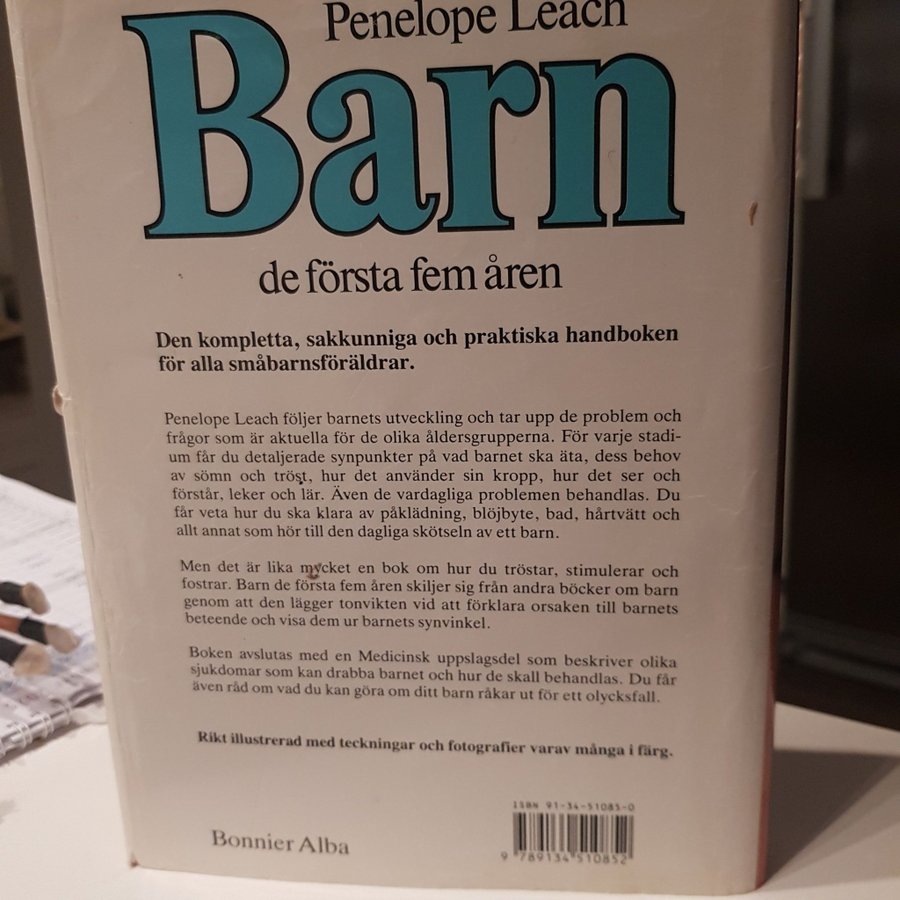 Penelope Leach
Barn
de första fem åren
Den kompletta, sakkunniga och praktiska handboken
för alla småbarnsföräldrar.
Penelope Leach följer barnets utveckling och tar upp de problem och
frågor som är aktuella för de olika åldersgrupperna. För varje stadi-
um får du detaljerade synpunkter på vad barnet ska äta, dess behov
av sömn och tröst, hur det använder sin kropp, hur det ser och
förstår, leker och lär. Även de vardagliga problemen behandlas. Du
får veta hur du ska klara av påklädning, blöjbyte, bad, hårtvätt och
allt annat som hör till den dagliga skötseln av ett barn.
Men det är lika mycket en bok om hur du tröstar, stimulerar och
fostrar. Barn de första fem åren skiljer sig från andra böcker om barn
genom att den lägger tonvikten vid att förklara orsaken till barnets
beteende och visa dem ur barnets synvinkel.
Boken avslutas med en Medicinsk uppslagsdel som beskriver olika
sjukdomar som kan drabba barnet och hur de skall behandlas. Du får
även råd om vad du kan göra om ditt barn råkar ut för ett olycksfall.
Rikt illustrerad med teckningar och fotografier varav många i färg.
ISBN 91-34-51085-0
9 789134 510852
Bonnier Alba